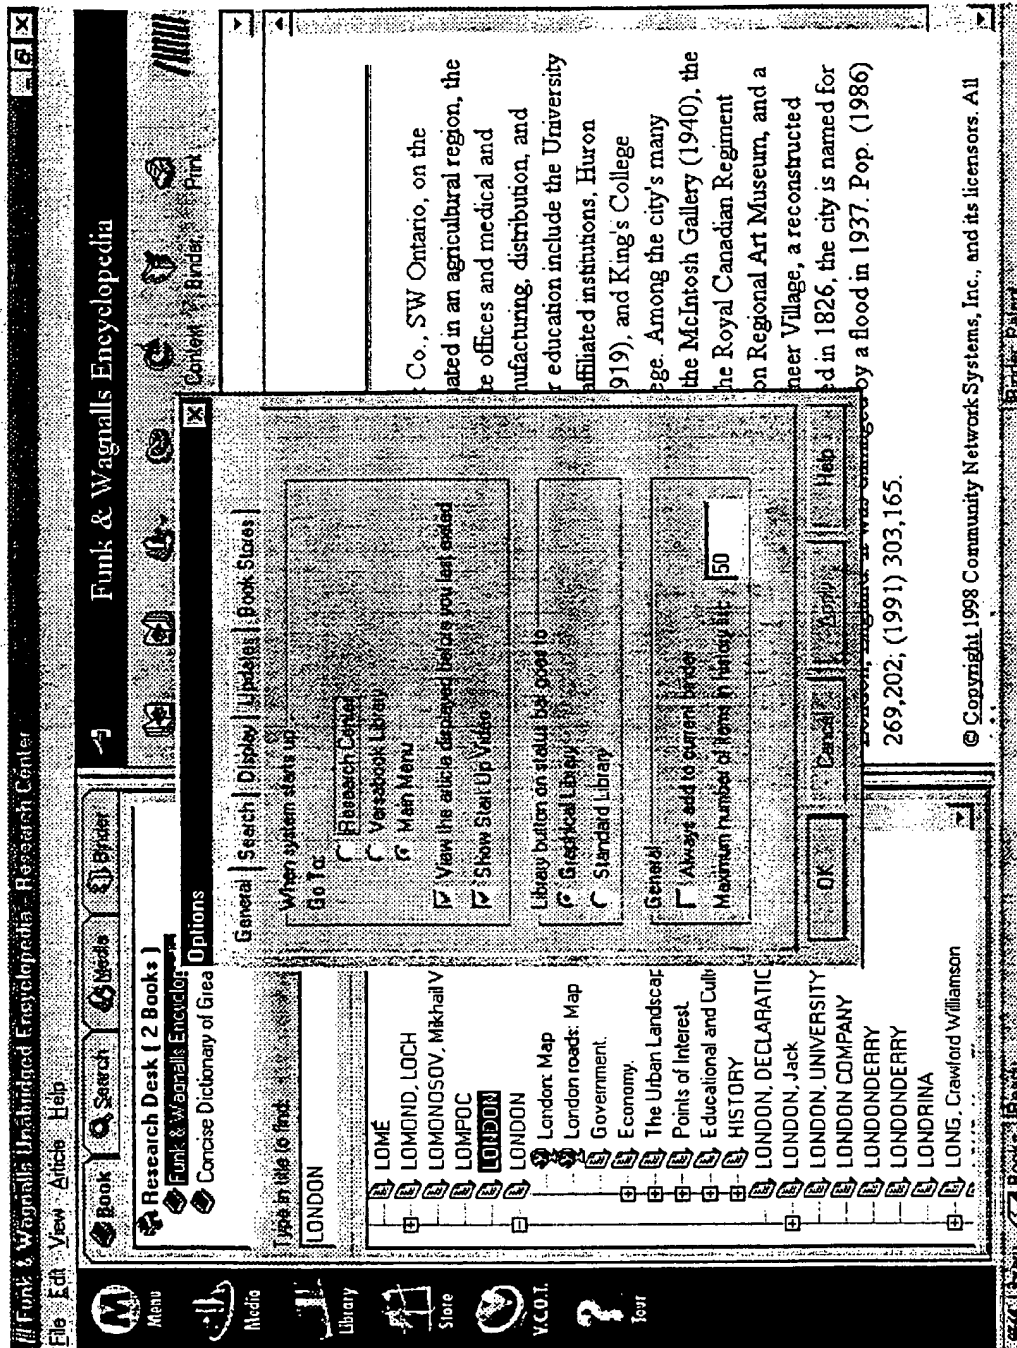 Funk & Wagnalls Unabridged Encyclopedia - Research Center
File Edit View Article Help
Menu
Media
Library
Store
V.C.O.T.
Tour
Book Search Media Binder
Research Desk ( 2 Books )
Funk & Wagnalls Encyclop
Concise Dictionary of Grea
Type in title to find:
LONDON
LOMÉ
LOMOND, LOCH
LOMONOSOV, Mikhail V
LOMPOC
LONDON
LONDON
London: Map
London roads: Map
Government.
Economy.
The Urban Landscap
Points of Interest.
Educational and Cult
HISTORY
LONDON, DECLARATIC
LONDON, Jack
LONDON, UNIVERSITY
LONDON COMPANY
LONDONDERRY
LONDONDERRY
LONDRINA
LONG, Crawford Williamson
Funk & Wagnalls Encyclopedia
Context Binder Print
Options
General Search Display Updates Book Stores
When system starts up
Go To:
Research Center
Versabook Library
Main Menu
View the article displayed before you last exited
Show Start Up Video
Library button on status bar goes to
Graphical Library
Standard Library
General
Always add to current binder
Maximum number of items in history list: 50
OK Cancel Apply Help
Co., SW Ontario, on the
ated in an agricultural region, the
e offices and medical and
nufacturing, distribution, and
r education include the University
affiliated institutions, Huron
919), and King's College
ege. Among the city's many
the McIntosh Gallery (1940), the
he Royal Canadian Regiment
on Regional Art Museum, and a
neer Village, a reconstructed
ed in 1826, the city is named for
by a flood in 1937. Pop. (1986)
269,202; (1991) 303,165.
© Copyright 1998 Community Network Systems, Inc., and its licensors. All